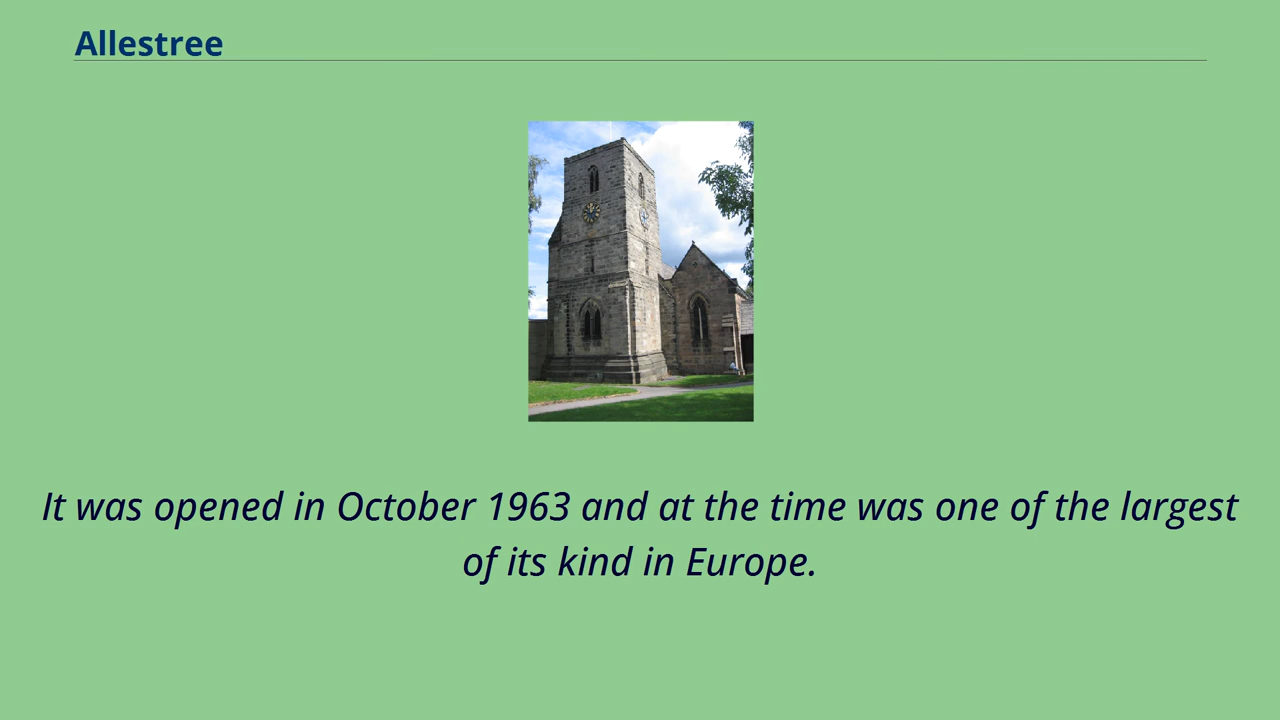 Allestree
It was opened in October 1963 and at the time was one of the largest
of its kind in Europe.